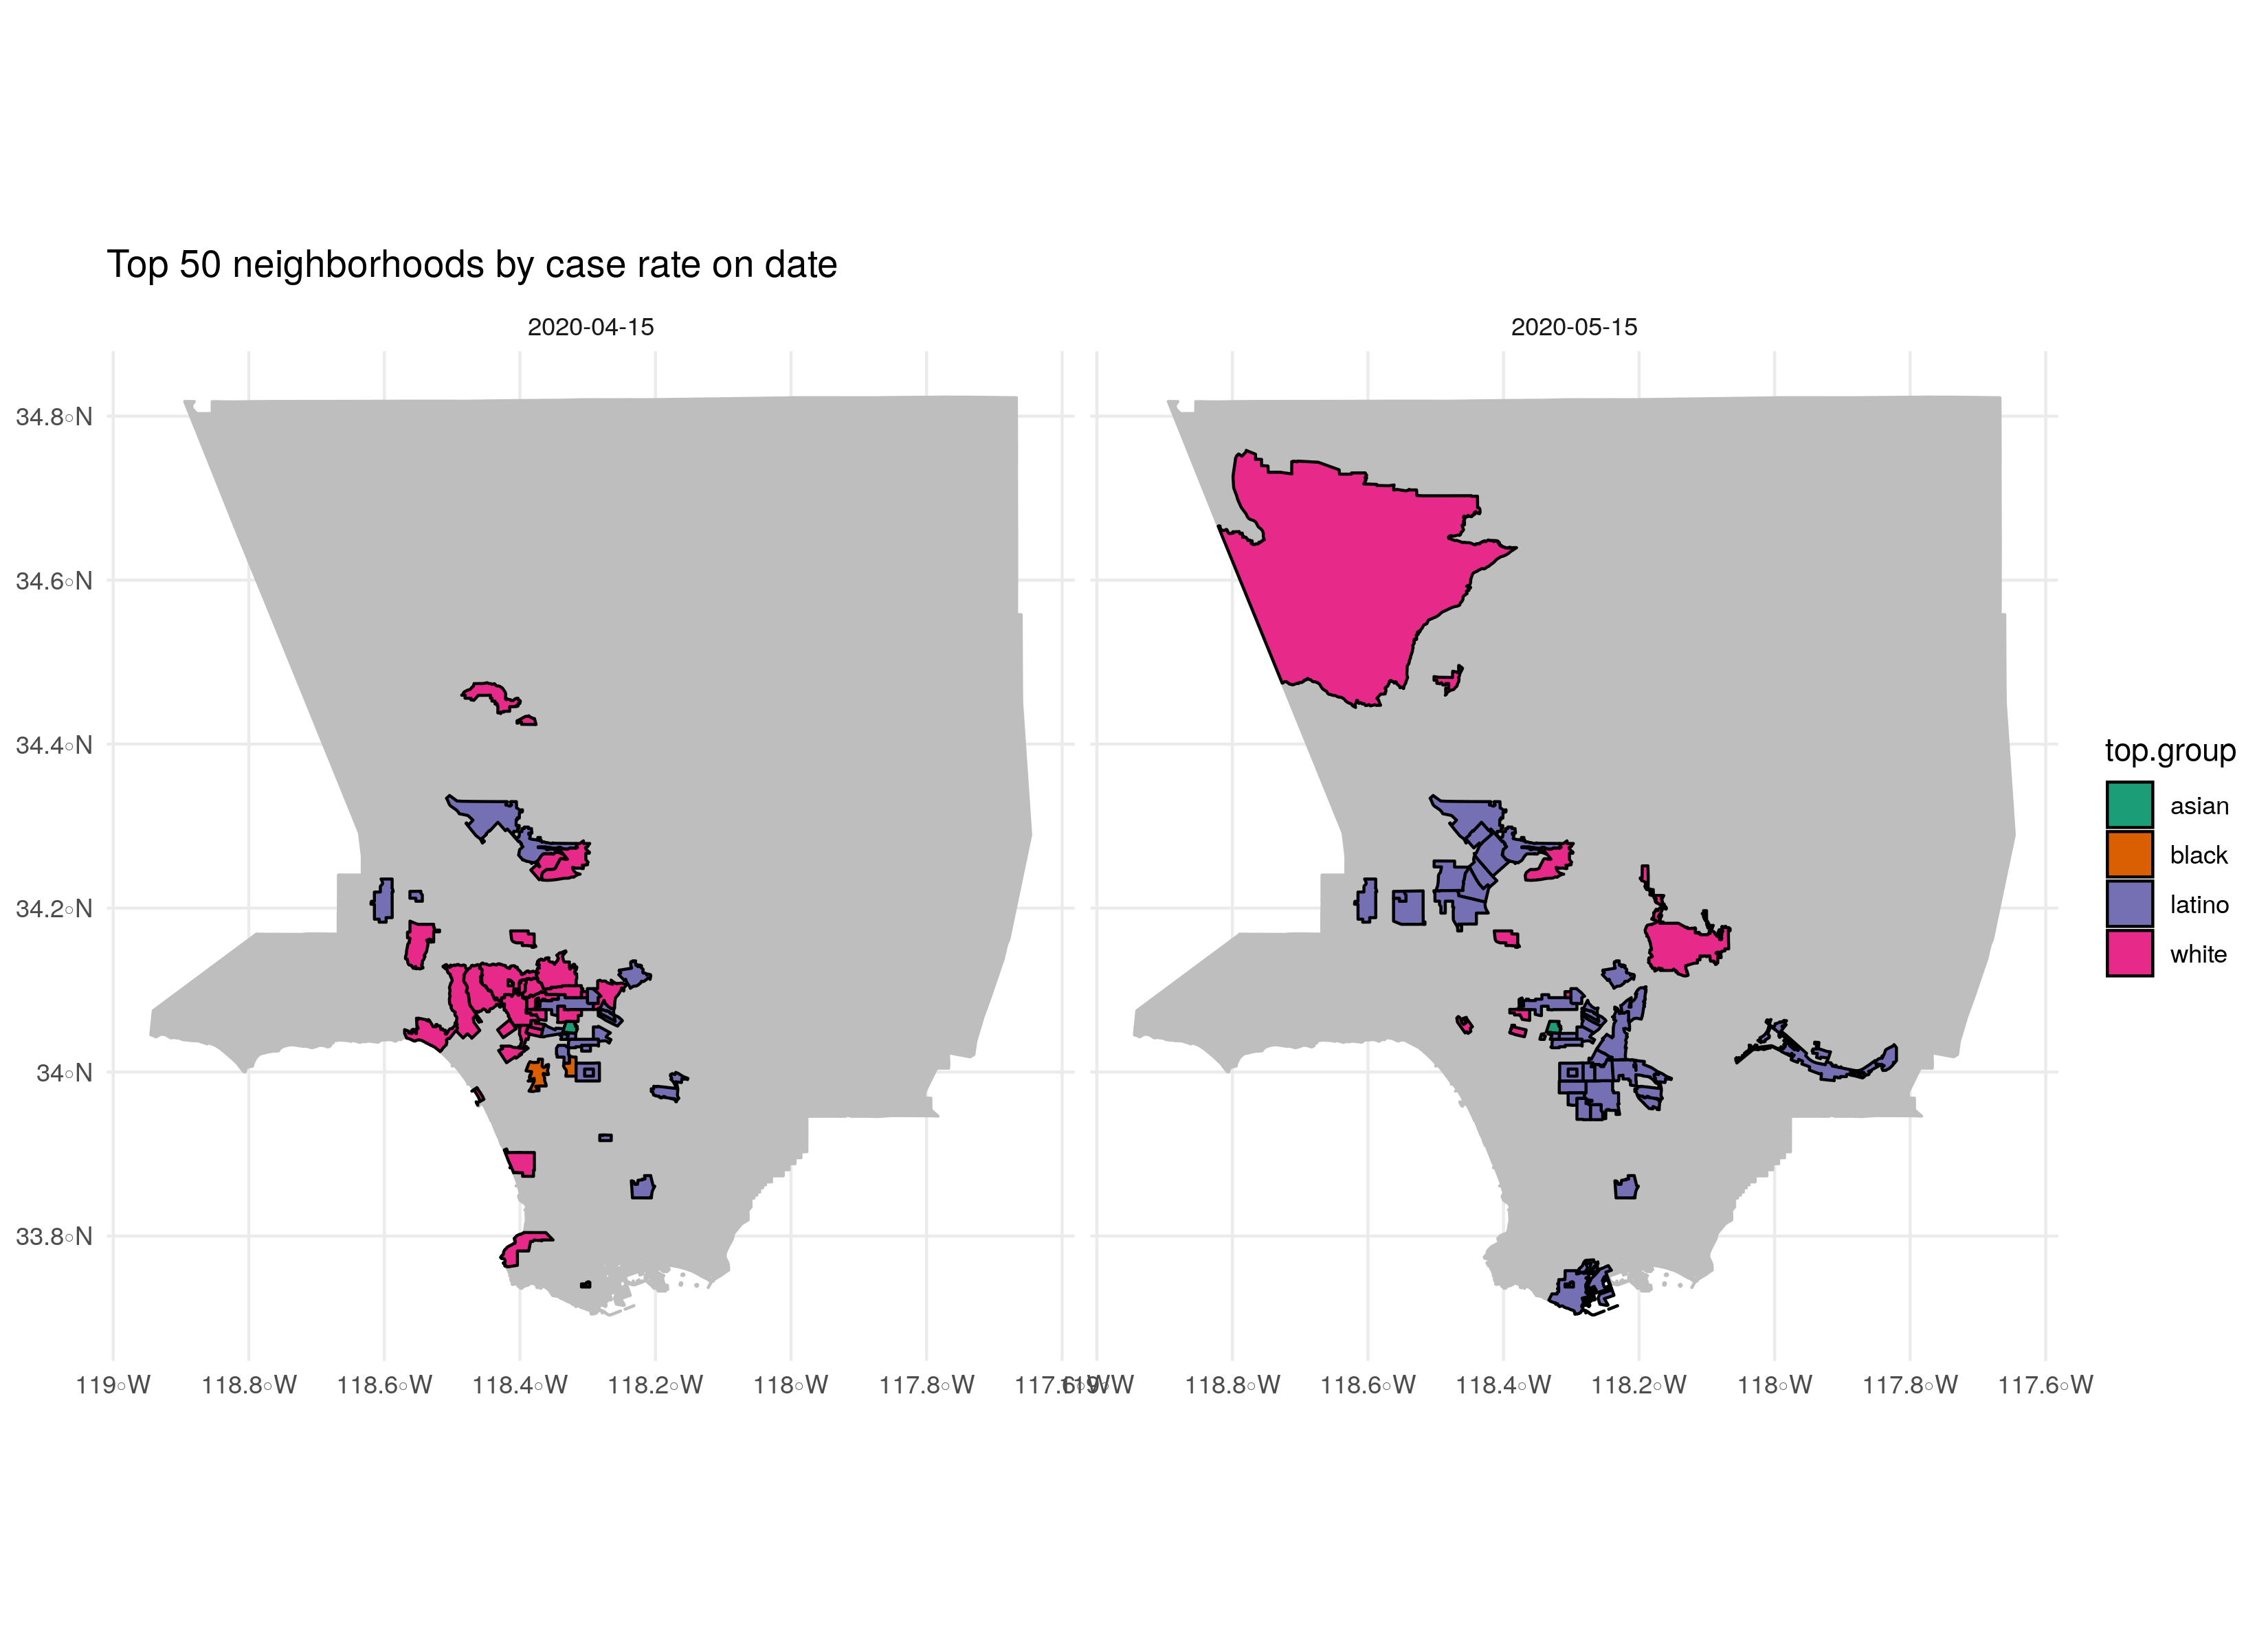 Top 50 neighborhoods by case rate on date
2020-04-15
2020-05-15
34.8°N
34.6°N
34.4°N
34.2°N
34°N
33.8°N
119°W 118.8°W 118.6°W 118.4°W 118.2°W 118°W 117.8°W 117.6°W
119°W 118.8°W 118.6°W 118.4°W 118.2°W 118°W 117.8°W 117.6°W
top.group
asian
black
latino
white